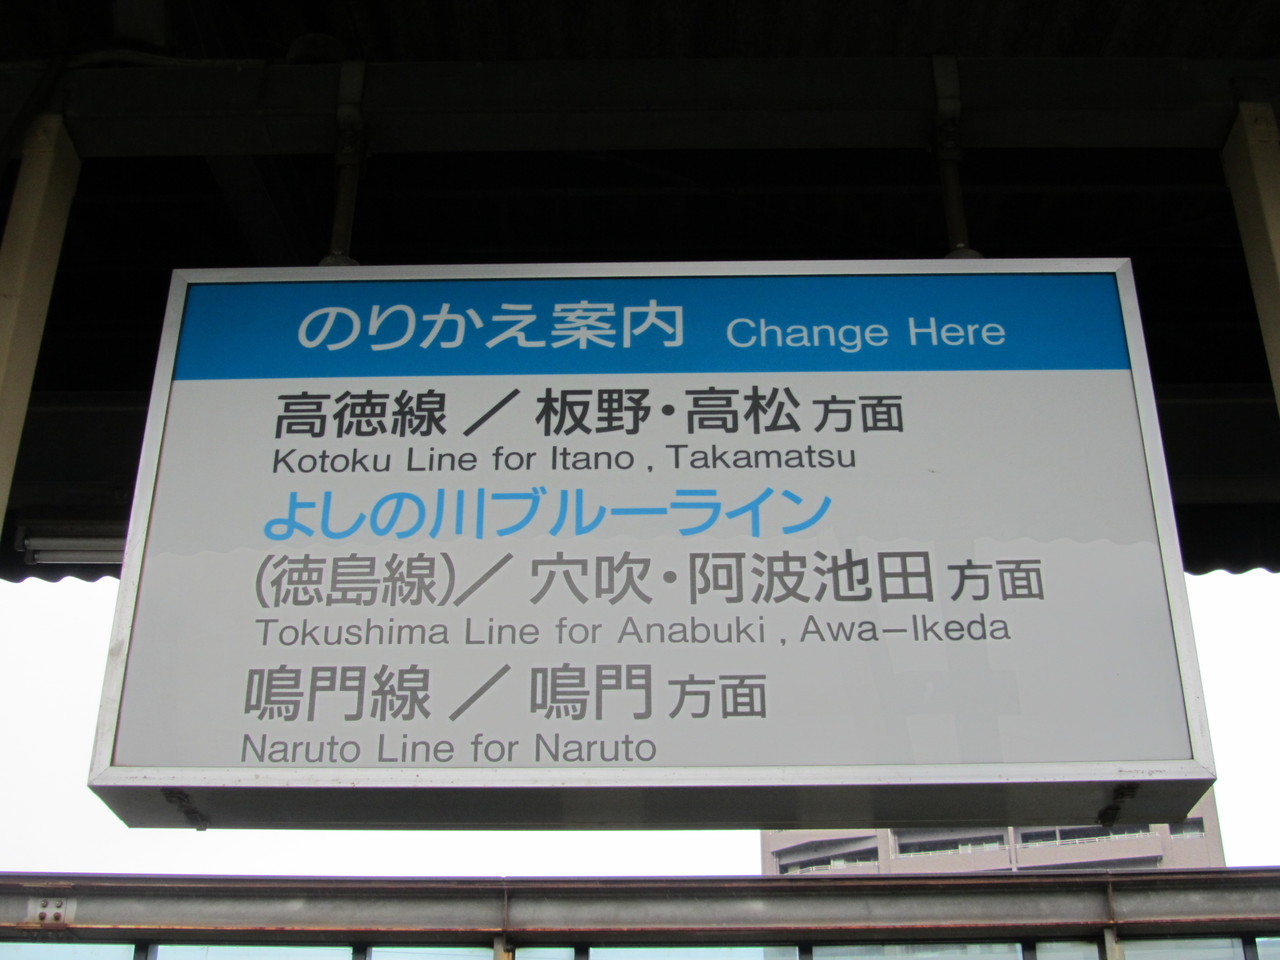 のりかえ案内 Change Here
高徳線／板野・高松方面
Kotoku Line for Itano , Takamatsu
よしの川ブルーライン
(徳島線)／穴吹・阿波池田方面
Tokushima Line for Anabuki , Awa−Ikeda
鳴門線／鳴門方面
Naruto Line for Naruto